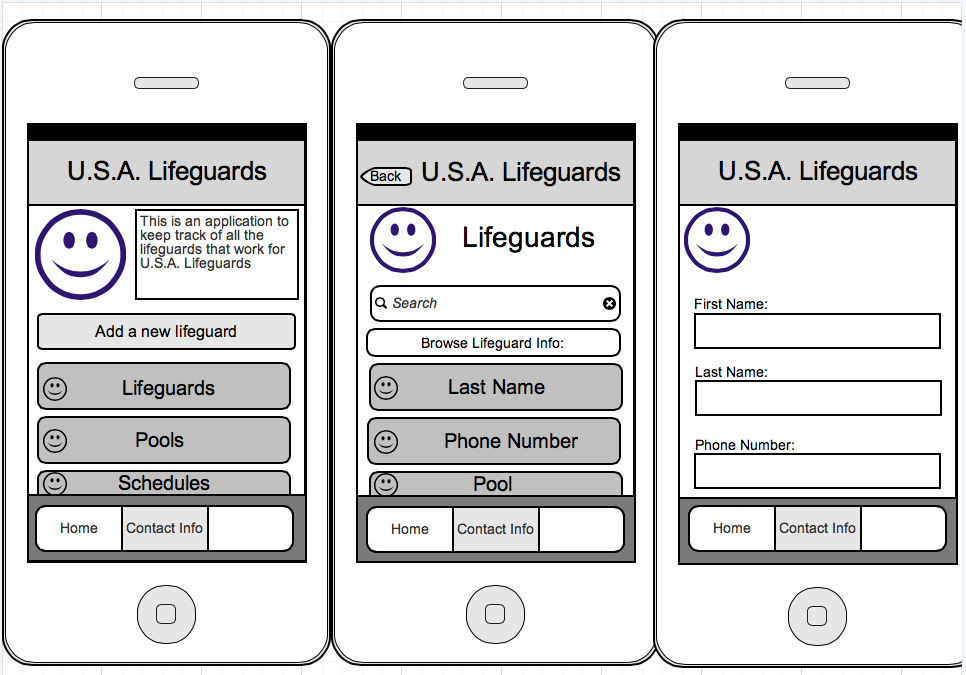 U.S.A. Lifeguards
This is an application to
keep track of all the
lifeguards that work for
U.S.A. Lifeguards
Add a new lifeguard
Lifeguards
Pools
Schedules
Home
Contact Info
Back
U.S.A. Lifeguards
Lifeguards
Search
Browse Lifeguard Info:
Last Name
Phone Number
Pool
Home
Contact Info
U.S.A. Lifeguards
First Name:
Last Name:
Phone Number:
Home
Contact Info